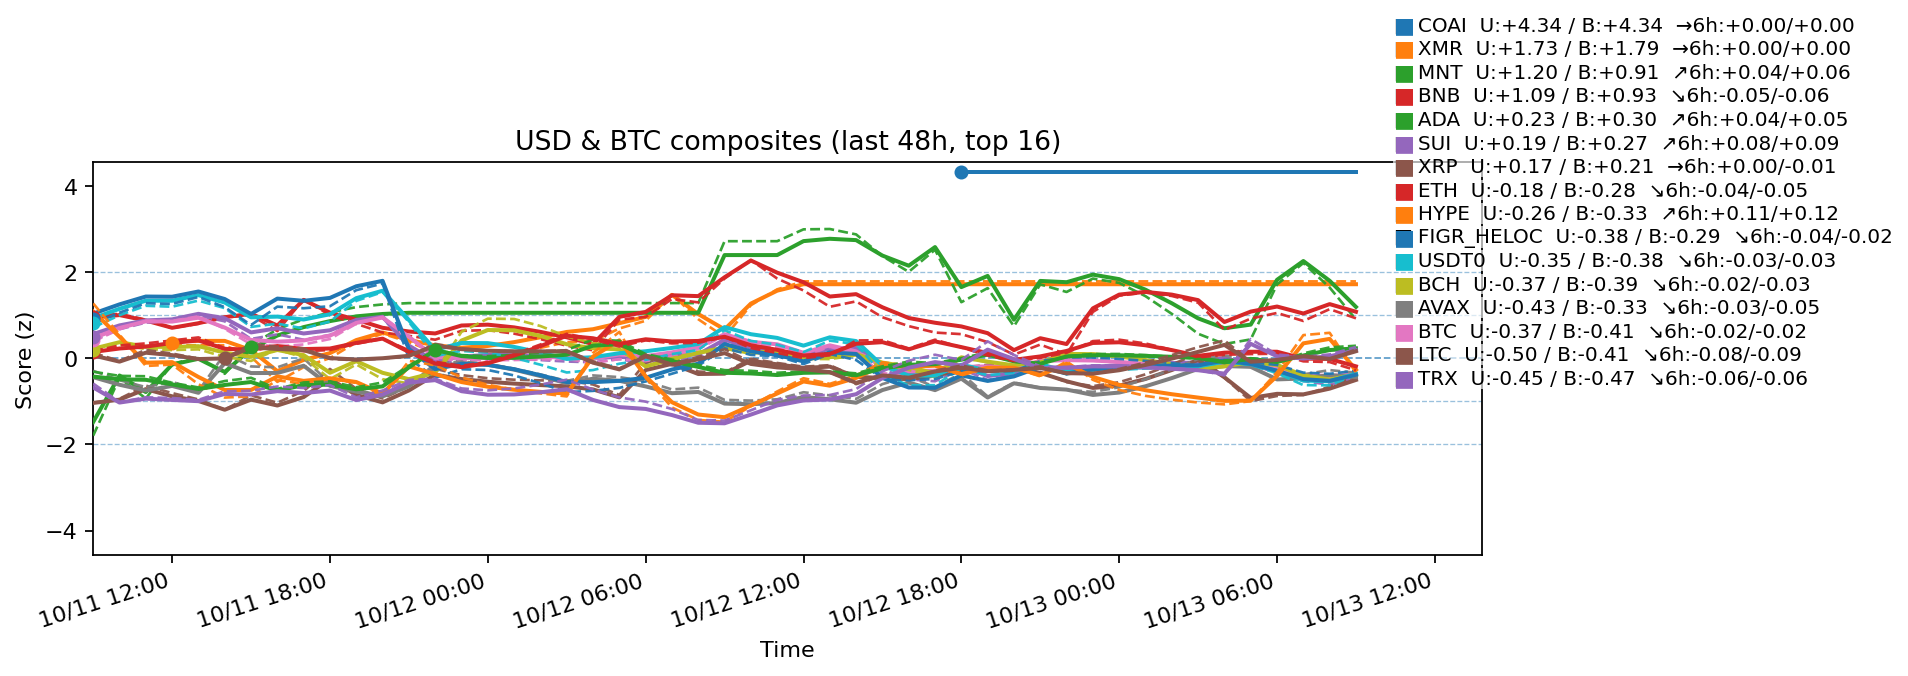 COAI U:+4.34 / B:+4.34 →6h:+0.00/+0.00
XMR U:+1.73 / B:+1.79 →6h:+0.00/+0.00
MNT U:+1.20 / B:+0.91 ↗6h:+0.04/+0.06
BNB U:+1.09 / B:+0.93 ↘6h:-0.05/-0.06
ADA U:+0.23 / B:+0.30 ↗6h:+0.04/+0.05
SUI U:+0.19 / B:+0.27 ↗6h:+0.08/+0.09
XRP U:+0.17 / B:+0.21 →6h:+0.00/-0.01
ETH U:-0.18 / B:-0.28 ↘6h:-0.04/-0.05
HYPE U:-0.26 / B:-0.33 ↗6h:+0.11/+0.12
FIGR_HELOC U:-0.38 / B:-0.29 ↘6h:-0.04/-0.02
USDT0 U:-0.35 / B:-0.38 ↘6h:-0.03/-0.03
BCH U:-0.37 / B:-0.39 ↘6h:-0.02/-0.03
AVAX U:-0.43 / B:-0.33 ↘6h:-0.03/-0.05
BTC U:-0.37 / B:-0.41 ↘6h:-0.02/-0.02
LTC U:-0.50 / B:-0.41 ↘6h:-0.08/-0.09
TRX U:-0.45 / B:-0.47 ↘6h:-0.06/-0.06
USD & BTC composites (last 48h, top 16)
Score (z)
4
2
0
−2
−4
10/11 12:00
10/11 18:00
10/12 00:00
10/12 06:00
10/12 12:00
10/12 18:00
10/13 00:00
10/13 06:00
10/13 12:00
Time